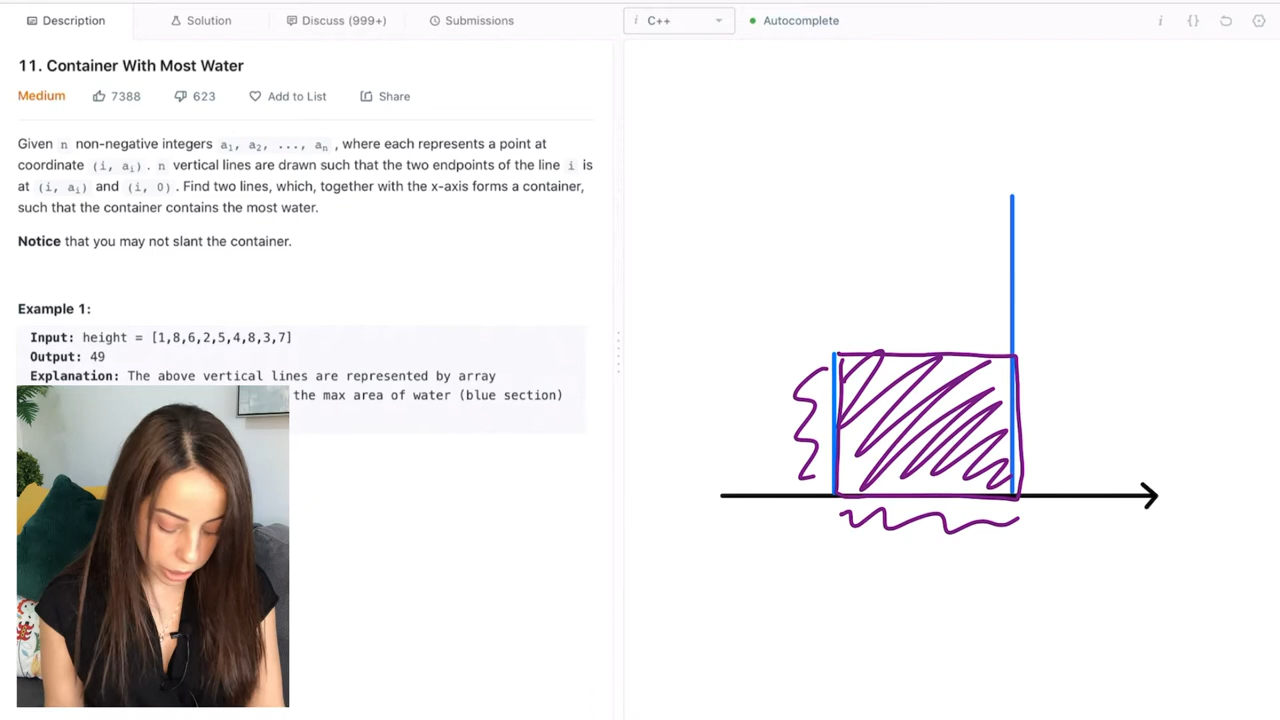 Description Solution Discuss (999+) Submissions i C++ Autocomplete i {}
11. Container With Most Water
Medium 7388 623 Add to List Share
Given n non-negative integers a1, a2, ..., an , where each represents a point at
coordinate (i, ai) . n vertical lines are drawn such that the two endpoints of the line i is
at (i, ai) and (i, 0) . Find two lines, which, together with the x-axis forms a container,
such that the container contains the most water.
Notice that you may not slant the container.
Example 1:
Input: height = [1,8,6,2,5,4,8,3,7]
Output: 49
Explanation: The above vertical lines are represented by array
the max area of water (blue section)